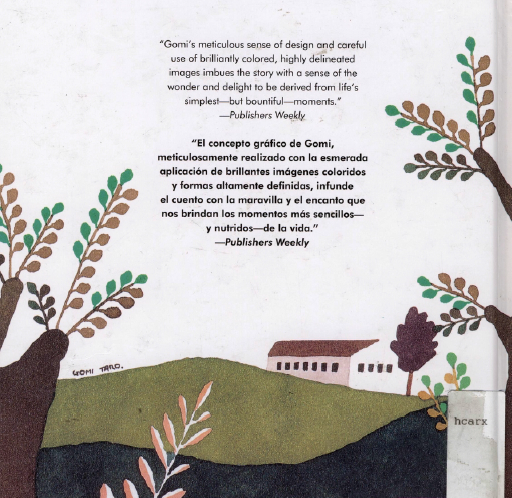 "Gomi's meticulous sense of design and careful
use of brilliantly colored, highly delineated
images imbues the story with a sense of the
wonder and delight to be derived from life's
simplest—but bountiful—moments."
—Publishers Weekly
"El concepto gráfico de Gomi,
meticulosamente realizado con la esmerada
aplicación de brillantes imágenes coloridos
y formas altamente definidas, infunde
el cuento con la maravilla y el encanto que
nos brindan los momentos más sencillos—
y nutridos—de la vida."
—Publishers Weekly
GOMI TARO.
hcarx